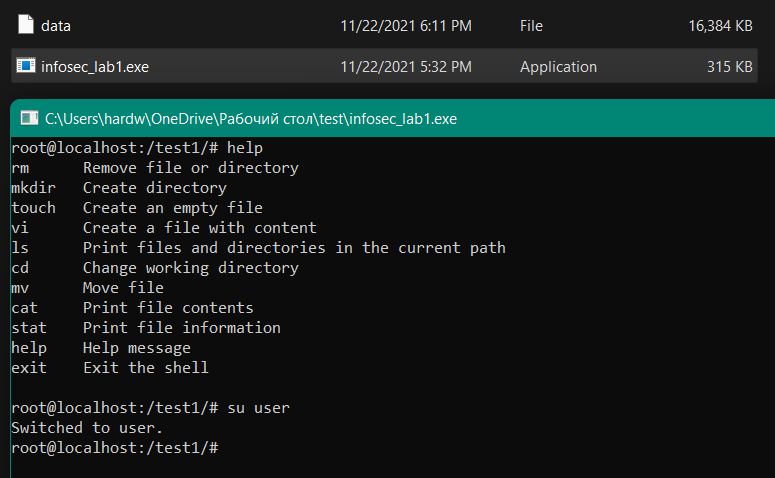 data 11/22/2021 6:11 PM File 16,384 KB
infosec_lab1.exe 11/22/2021 5:32 PM Application 315 KB
C:\Users\hardw\OneDrive\Рабочий стол\test\infosec_lab1.exe
root@localhost:/test1/# help
rm Remove file or directory
mkdir Create directory
touch Create an empty file
vi Create a file with content
ls Print files and directories in the current path
cd Change working directory
mv Move file
cat Print file contents
stat Print file information
help Help message
exit Exit the shell
root@localhost:/test1/# su user
Switched to user.
root@localhost:/test1/#